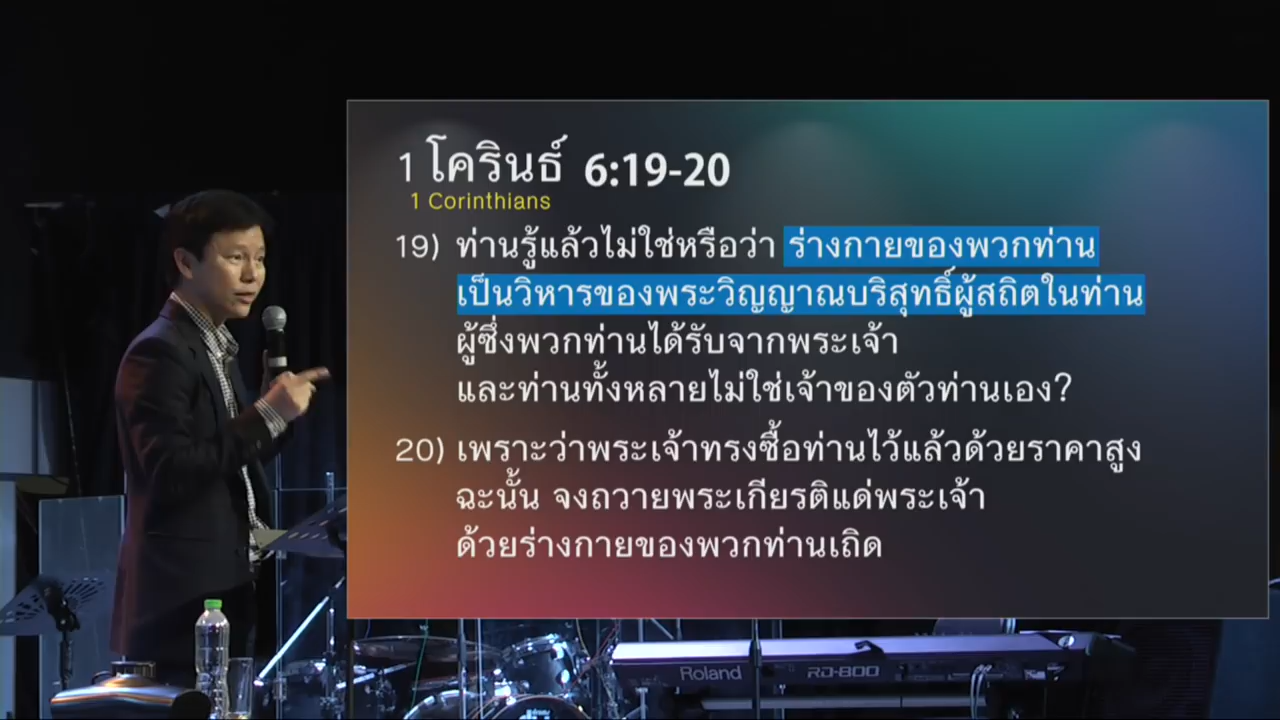 1 โครินธ์ 6:19-20
1 Corinthians
19) ท่านรู้แล้วไม่ใช่หรือว่า ร่างกายของพวกท่าน
เป็นวิหารของพระวิญญาณบริสุทธิ์ผู้สถิตในท่าน
ผู้ซึ่งพวกท่านได้รับจากพระเจ้า
และท่านทั้งหลายไม่ใช่เจ้าของตัวท่านเอง?
20) เพราะว่าพระเจ้าทรงซื้อท่านไว้แล้วด้วยราคาสูง
ฉะนั้น จงถวายพระเกียรติแด่พระเจ้า
ด้วยร่างกายของพวกท่านเถิด
Roland RD-800